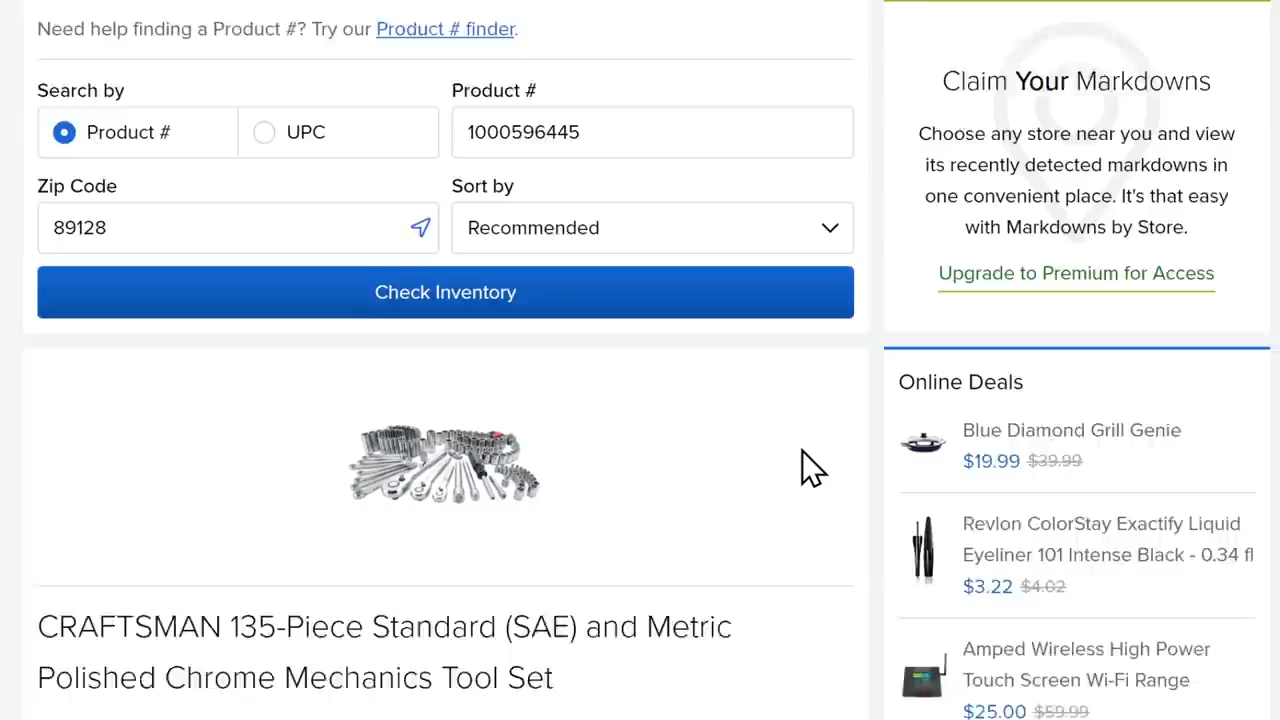 Need help finding a Product #? Try our Product # finder.
Search by
Product #
UPC
Product #
1000596445
Zip Code
89128
Sort by
Recommended
Check Inventory
CRAFTSMAN 135-Piece Standard (SAE) and Metric
Polished Chrome Mechanics Tool Set
Claim Your Markdowns
Choose any store near you and view
its recently detected markdowns in
one convenient place. It's that easy
with Markdowns by Store.
Upgrade to Premium for Access
Online Deals
Blue Diamond Grill Genie
$19.99 $39.99
Revlon ColorStay Exactify Liquid
Eyeliner 101 Intense Black - 0.34 fl
$3.22 $4.02
Amped Wireless High Power
Touch Screen Wi-Fi Range
$25.00 $59.99